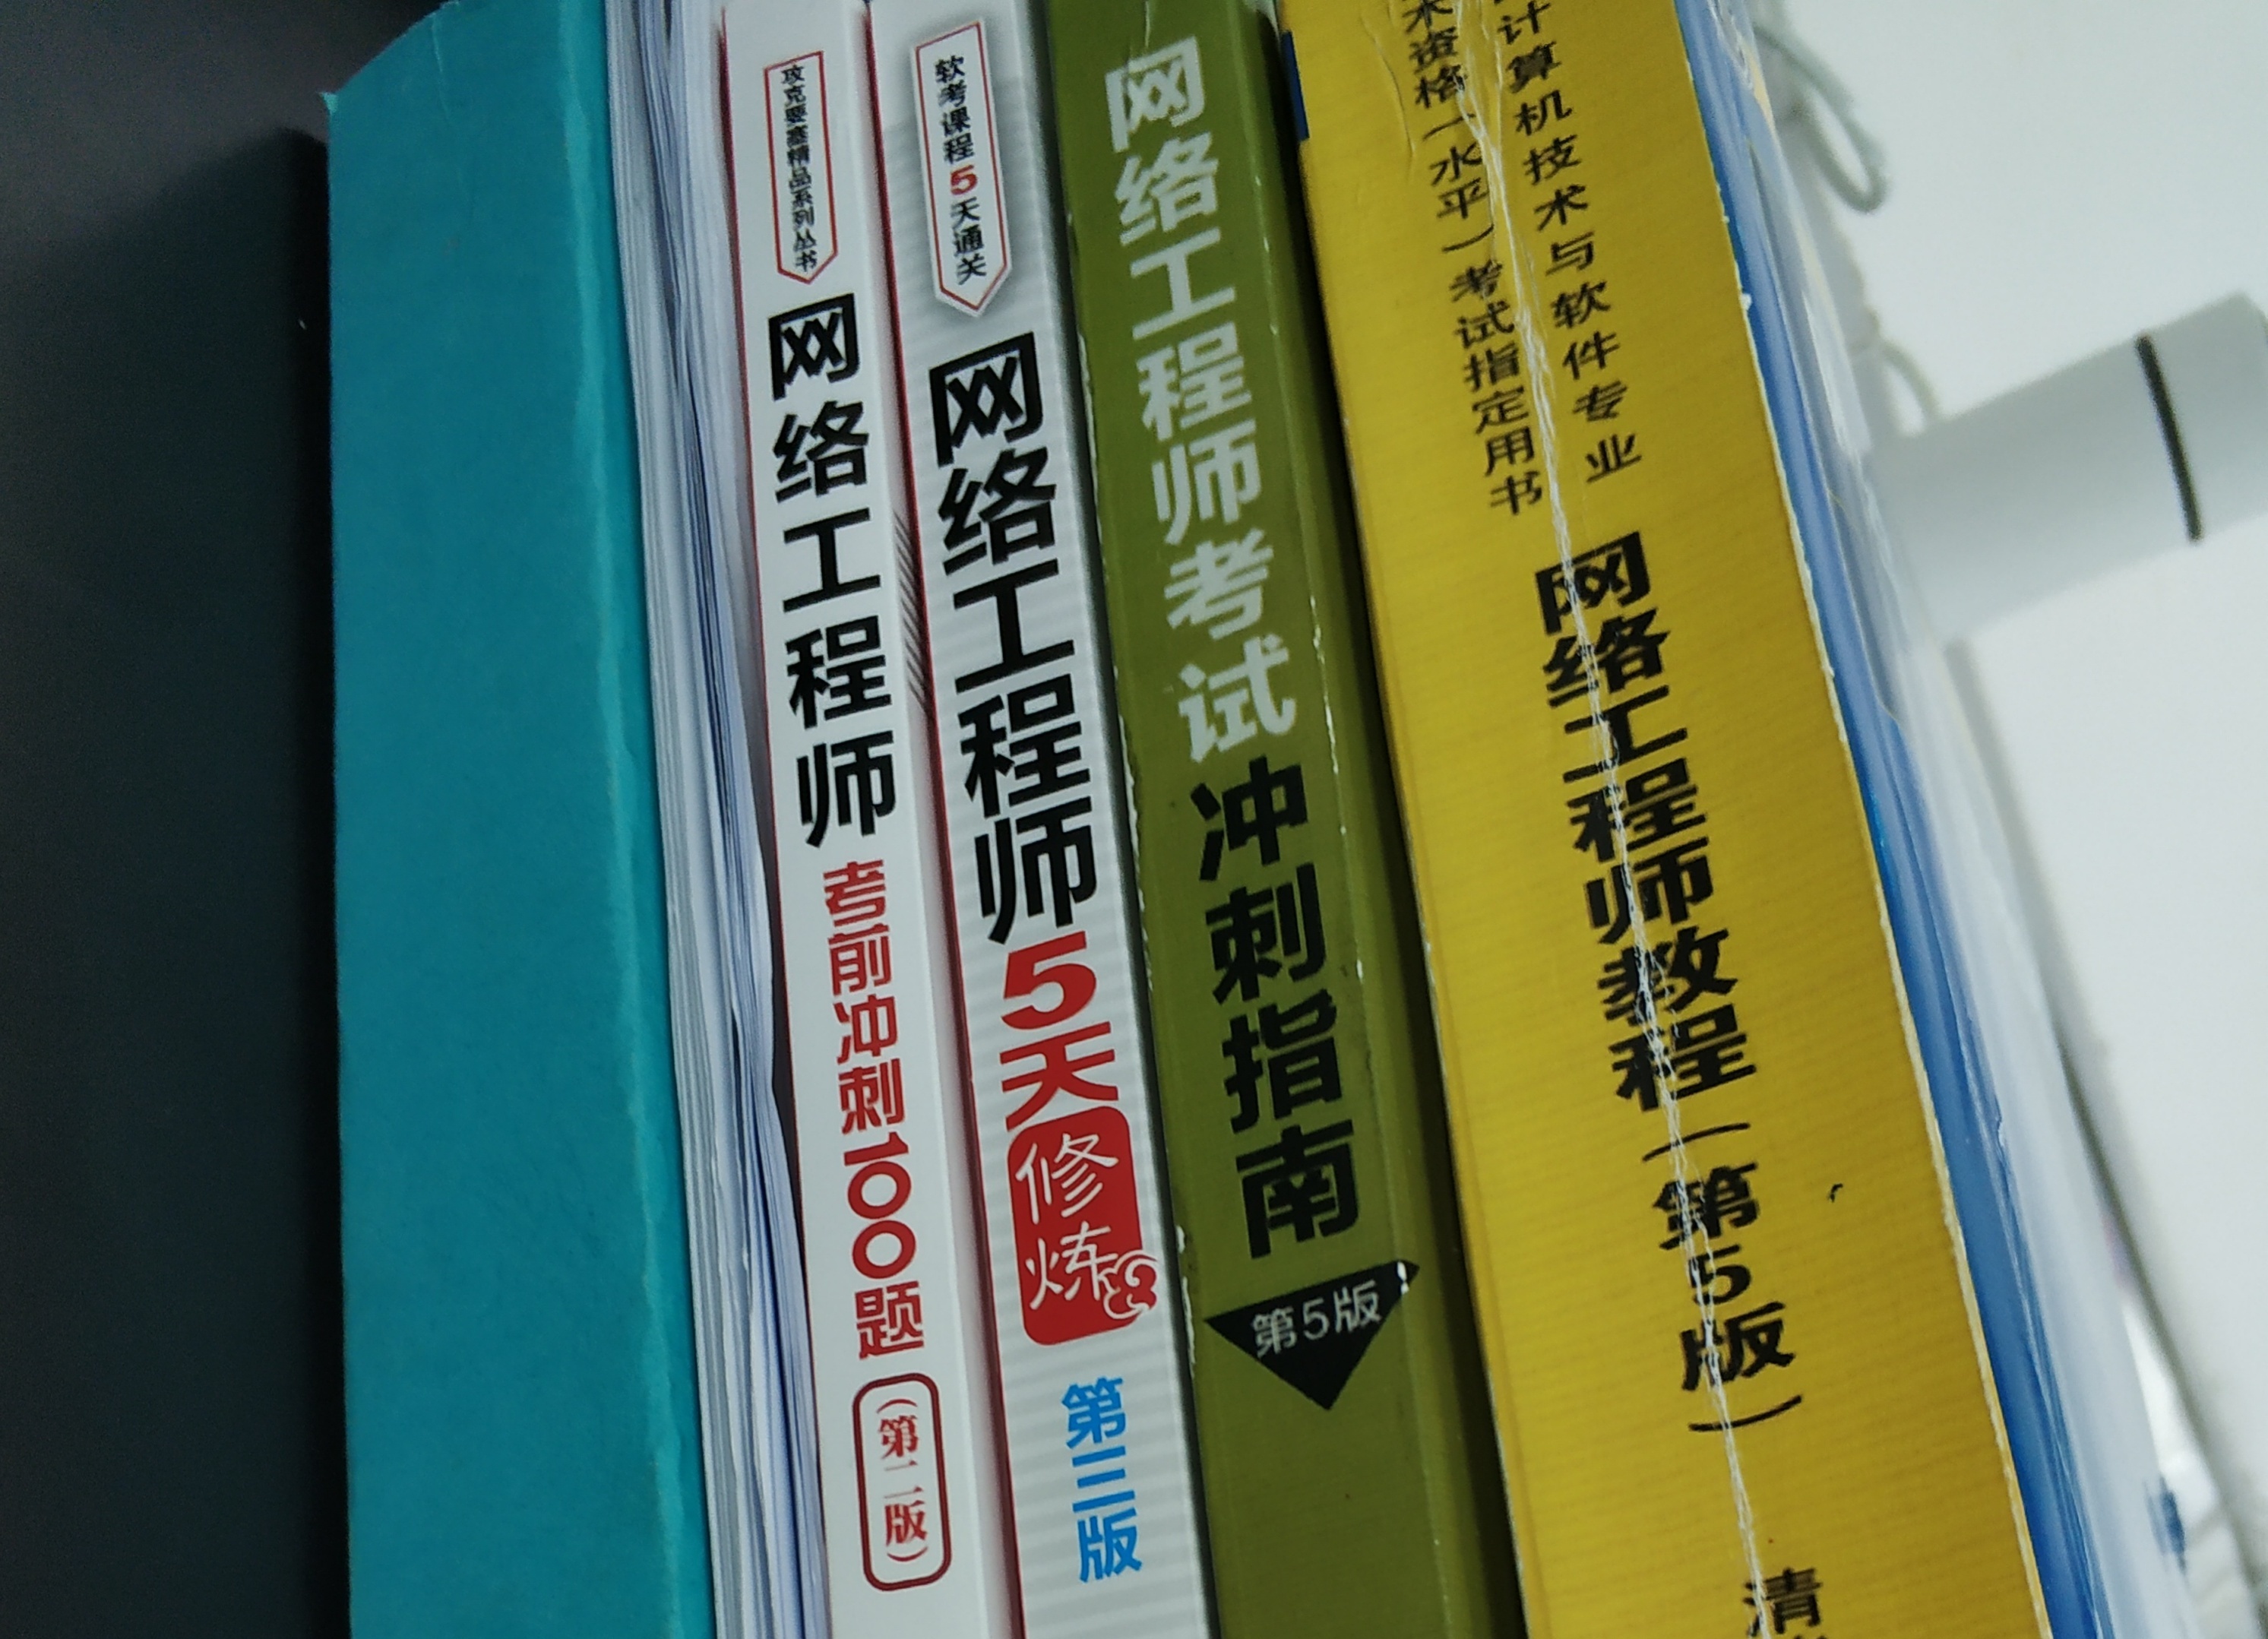 攻克要塞精品系列丛书
网络工程师
考前冲刺100题
（第二版）
软考课程5天通关
网络工程师
5天
修炼
第三版
网络工程师考试
冲刺指南
第5版
计算机技术与软件专业
术资格（水平）考试指定用书
网络工程师教程（第5版）
清